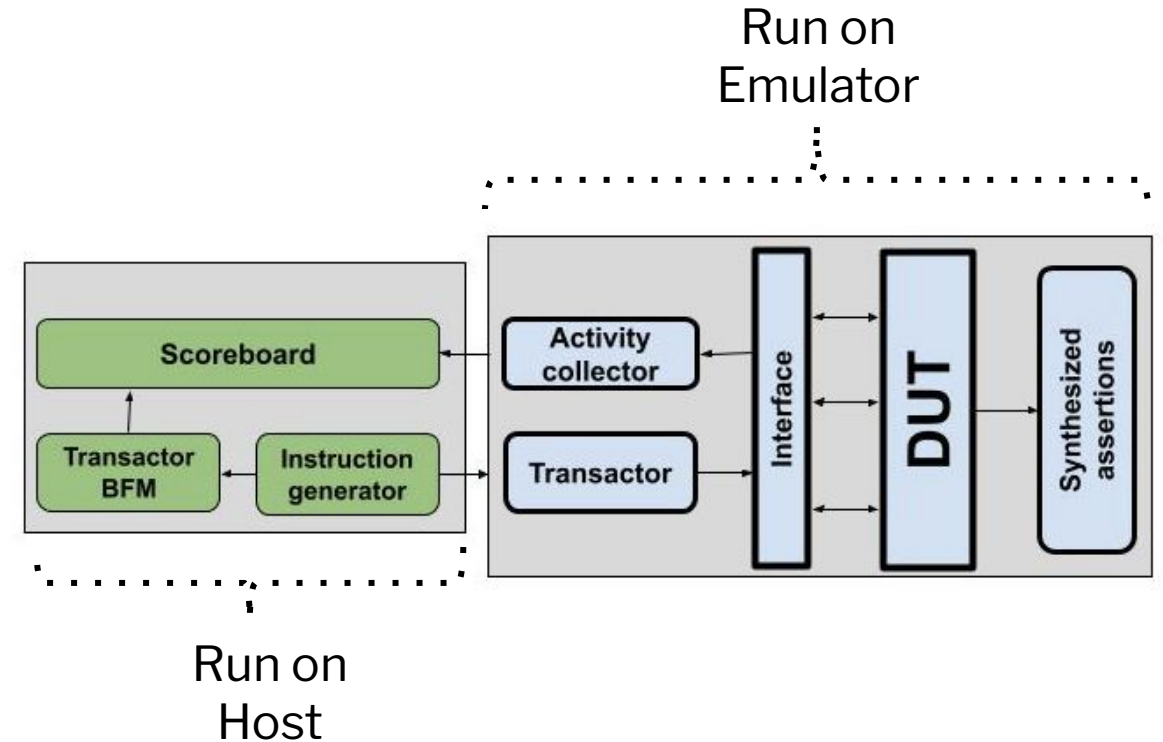 Run on
Emulator
Scoreboard
Transactor
BFM
Instruction
generator
Activity
collector
Transactor
Interface
DUT
Synthesized
assertions
Run on
Host